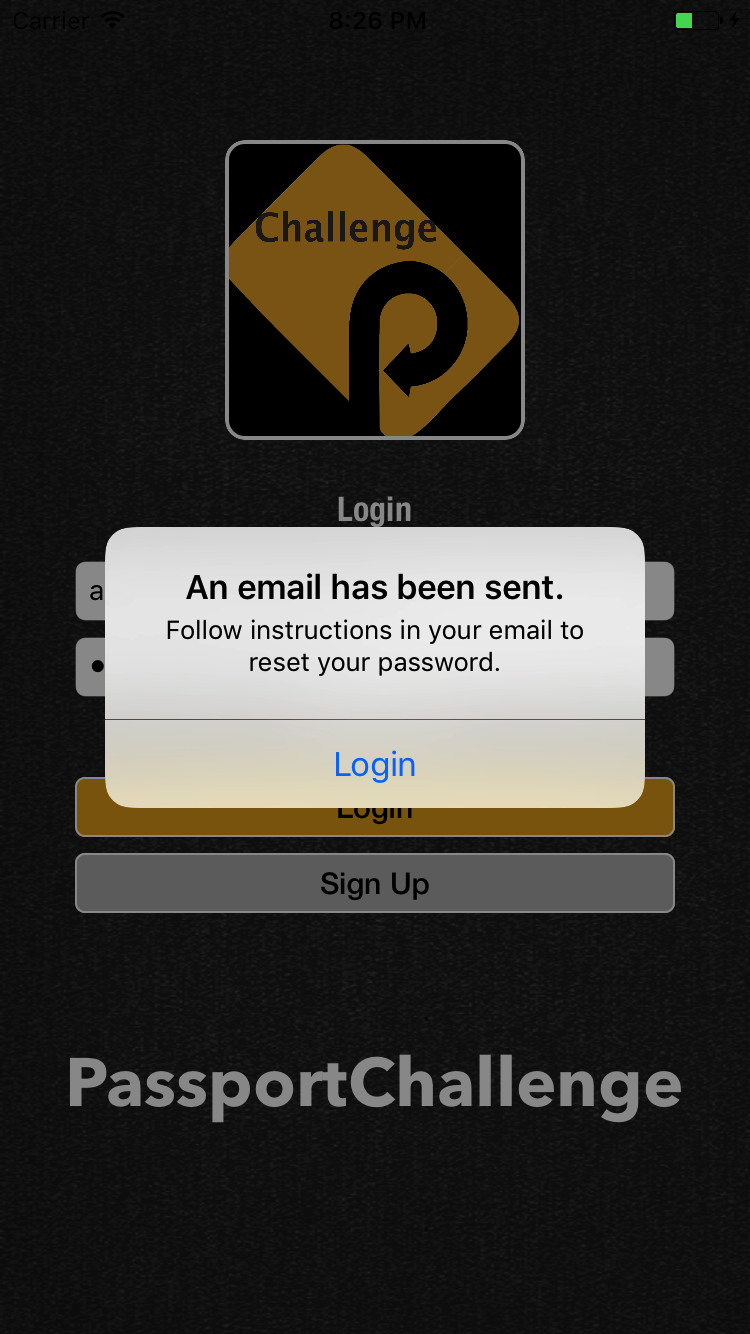 Carrier 8:26 PM
Challenge
Login
a
An email has been sent.
Follow instructions in your email to
reset your password.
Login
Login
Sign Up
PassportChallenge